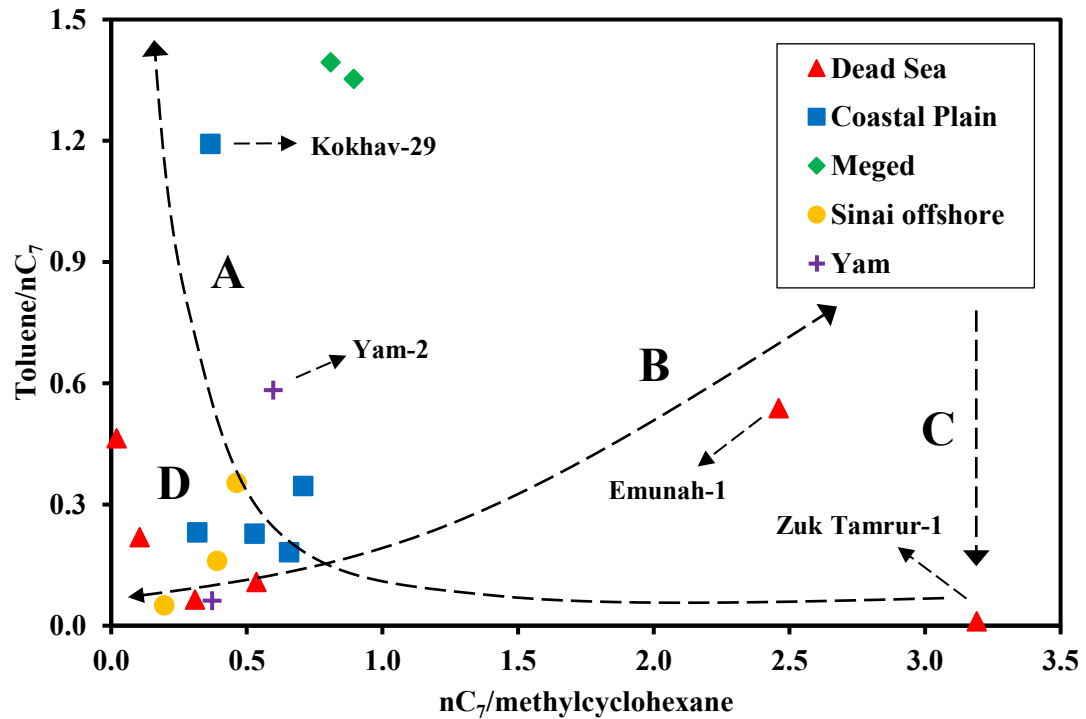 1.5
1.2
0.9
0.6
0.3
0.0
Toluene/nC₇
0.0 0.5 1.0 1.5 2.0 2.5 3.0 3.5
nC₇/methylcyclohexane
Dead Sea
Coastal Plain
Meged
Sinai offshore
Yam
Kokhav-29
A
Yam-2
B
C
D
Emunah-1
Zuk Tamrur-1